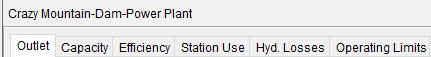 Crazy Mountain-Dam-Power Plant
Outlet Capacity Efficiency Station Use Hyd. Losses Operating Limits